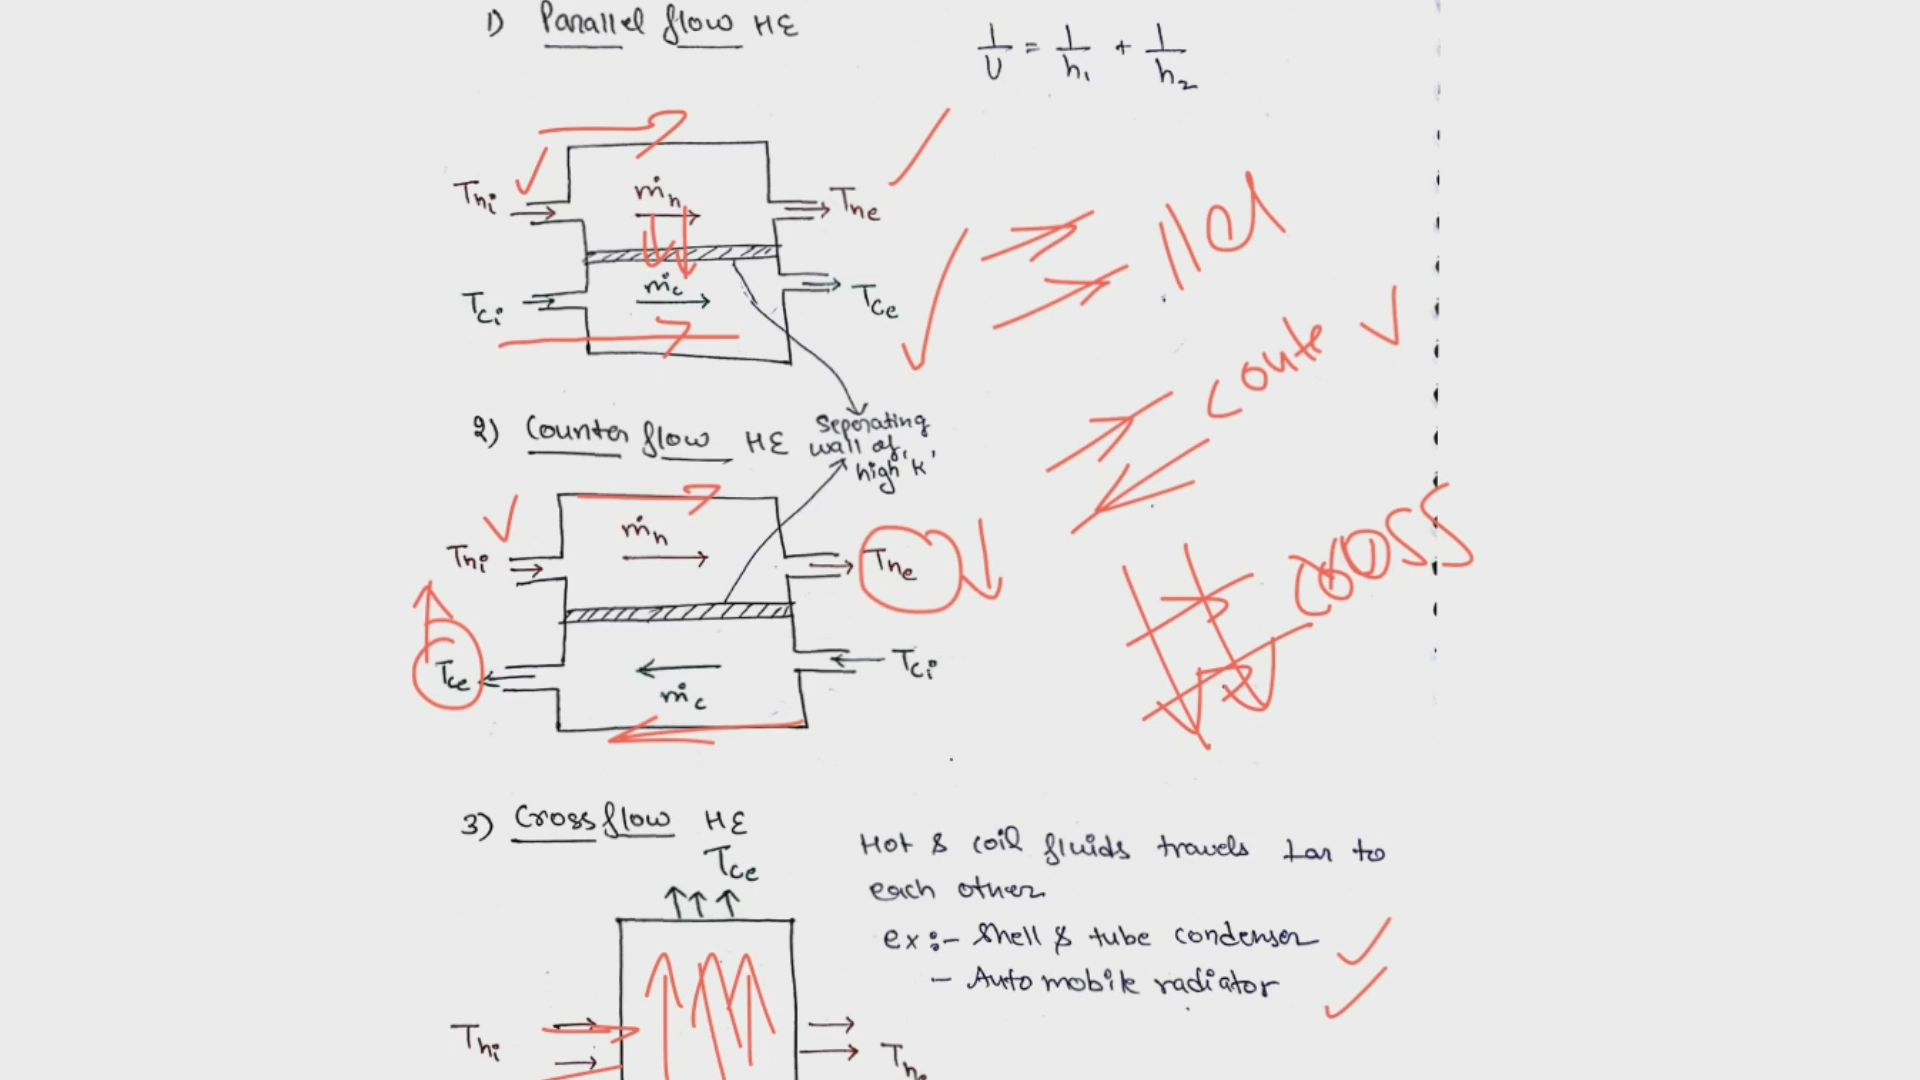 1) Parallel flow HE
1/U = 1/h₁ + 1/h₂
Thi
ṁh
The
Tci
ṁc
Tce
llel
counte
cross
2) Counter flow HE
Seperating
wall of
high 'K'
Thi
ṁh
The
Tce
ṁc
Tci
3) Cross flow HE
Tce
Hot & coil fluids travels ⊥ar to
each other
ex:- Shell & tube condenser
- Automobile radiator
Thi